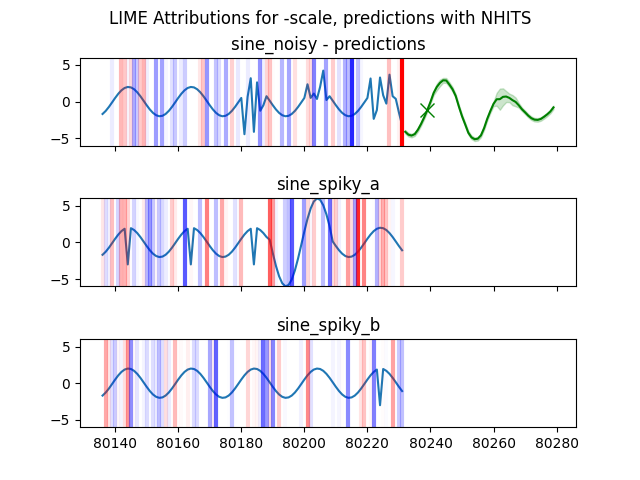 LIME Attributions for -scale, predictions with NHITS
sine_noisy - predictions
5
0
−5
sine_spiky_a
5
0
−5
sine_spiky_b
5
0
−5
80140 80160 80180 80200 80220 80240 80260 80280